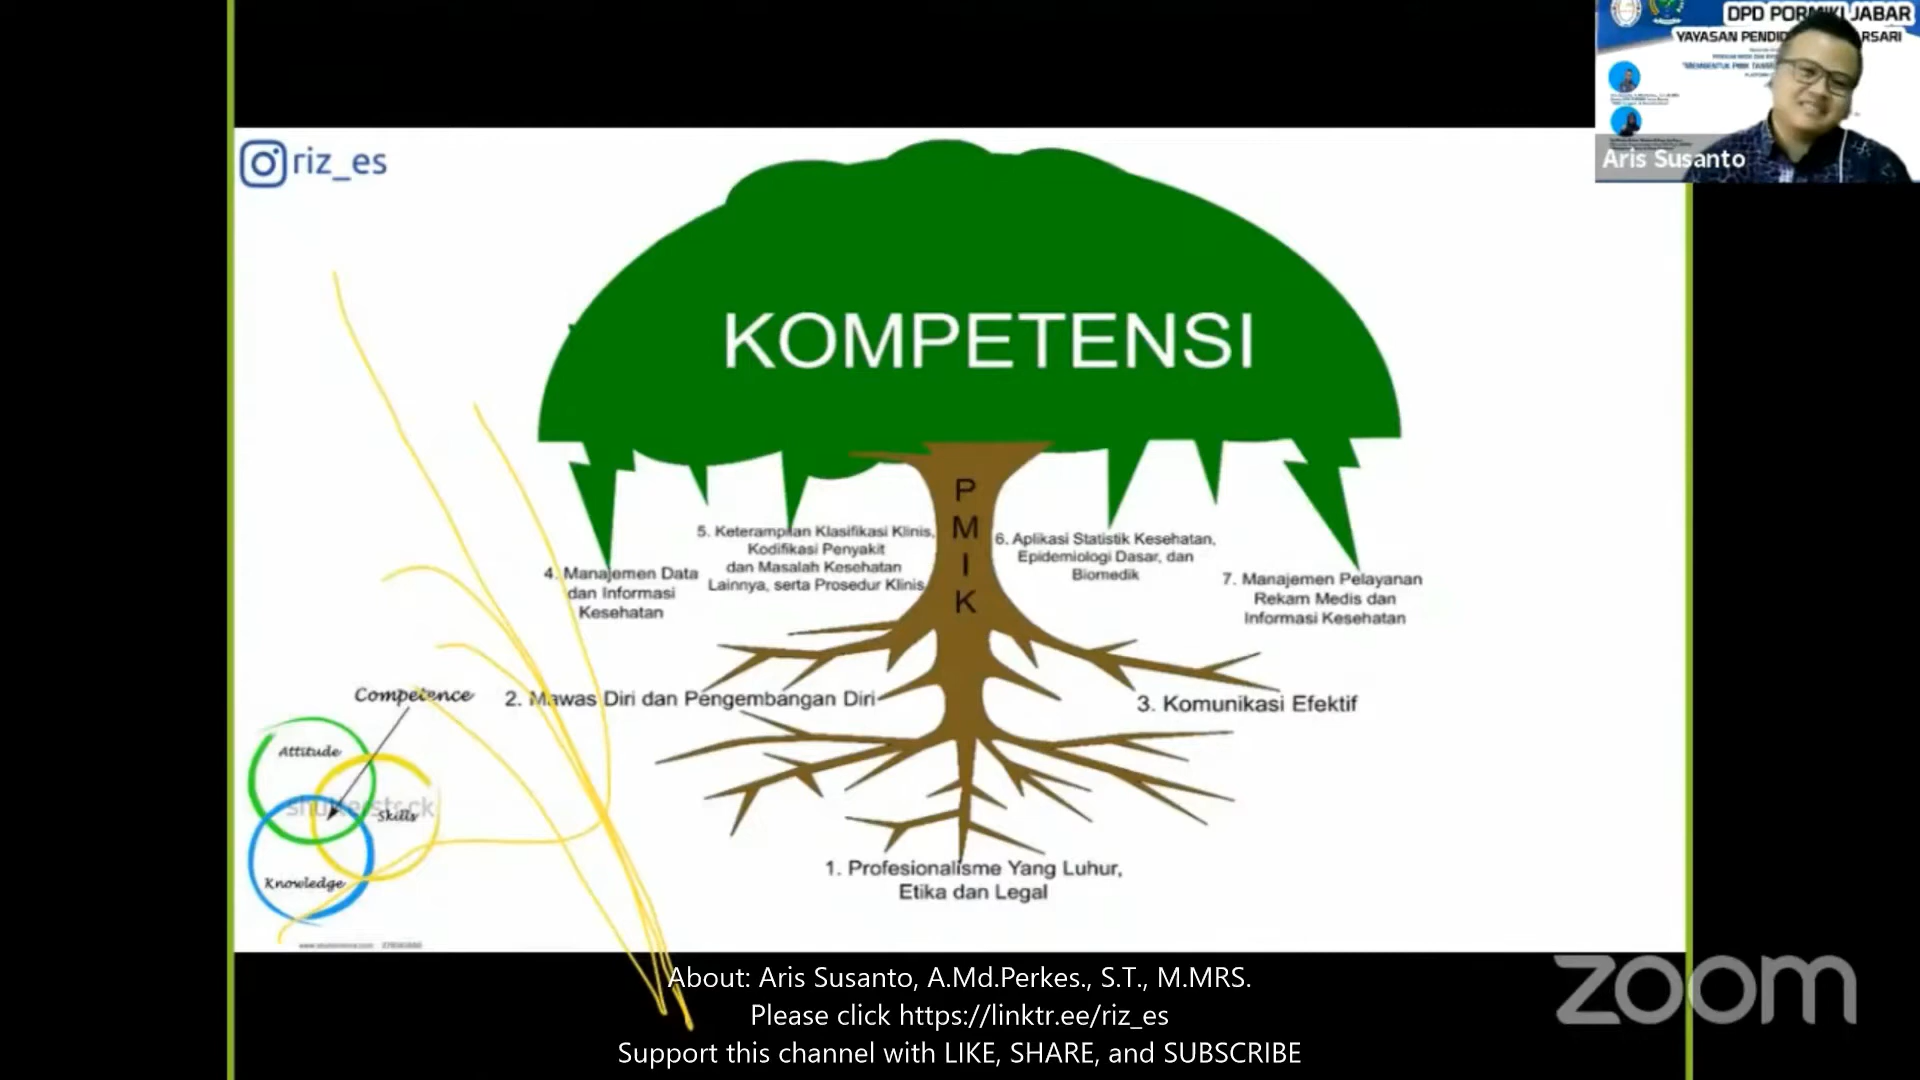 DPD PORMIKI JABAR
YAYASAN PENDID
RSARI
Aris Susanto
riz_es
KOMPETENSI
P
M
I
K
5. Keterampilan Klasifikasi Klinis,
Kodifikasi Penyakit
dan Masalah Kesehatan
Lainnya, serta Prosedur Klinis
6. Aplikasi Statistik Kesehatan,
Epidemiologi Dasar, dan
Biomedik
4. Manajemen Data
dan Informasi
Kesehatan
7. Manajemen Pelayanan
Rekam Medis dan
Informasi Kesehatan
2. Mawas Diri dan Pengembangan Diri
3. Komunikasi Efektif
Competence
Attitude
shutterstock
Skills
Knowledge
1. Profesionalisme Yang Luhur,
Etika dan Legal
zoom
About: Aris Susanto, A.Md.Perkes., S.T., M.MRS.
Please click https://linktr.ee/riz_es
Support this channel with LIKE, SHARE, and SUBSCRIBE